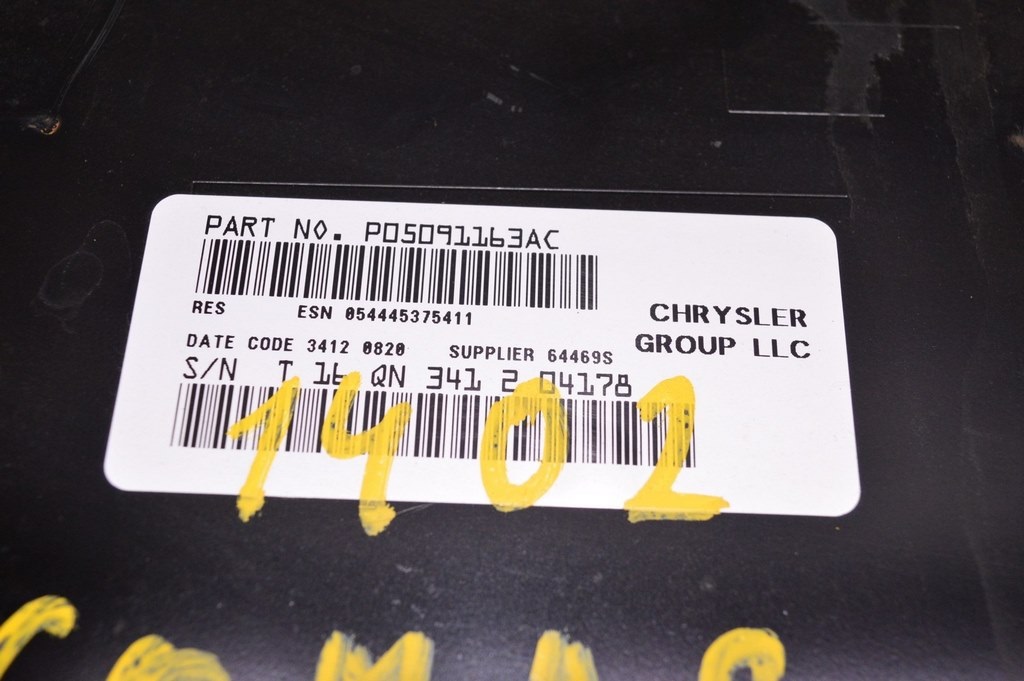 PART NO. P05091163AC
RES ESN 054445375411
CHRYSLER
GROUP LLC
DATE CODE 3412 0820 SUPPLIER 64469S
S/N T 16 QN 341 2 04178
1402